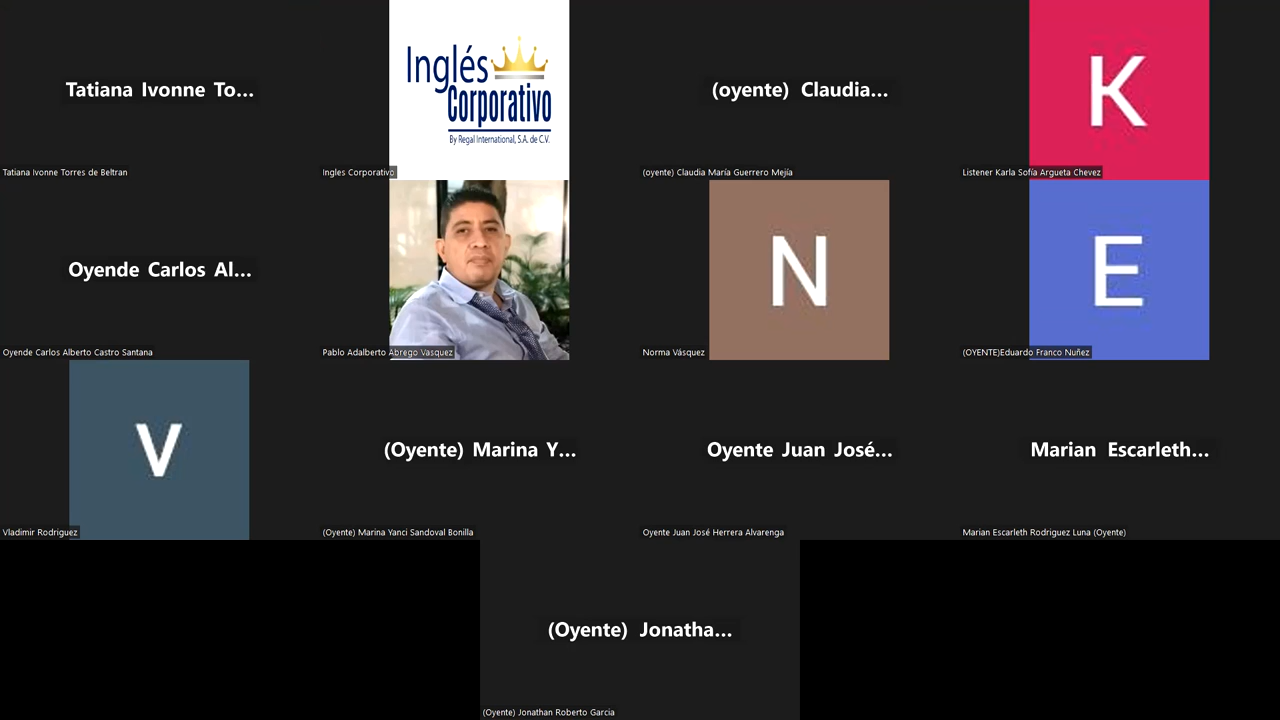 Tatiana Ivonne To...
Tatiana Ivonne Torres de Beltran
Inglés
Corporativo
By Regal International, S.A. de C.V.
Ingles Corporativo
(oyente) Claudia...
(oyente) Claudia María Guerrero Mejía
K
Listener Karla Sofía Argueta Chevez
Oyende Carlos Al...
Oyende Carlos Alberto Castro Santana
Pablo Adalberto Abrego Vasquez
N
Norma Vásquez
E
(OYENTE)Eduardo Franco Nuñez
V
Vladimir Rodriguez
(Oyente) Marina Y...
(Oyente) Marina Yanci Sandoval Bonilla
Oyente Juan José...
Oyente Juan José Herrera Alvarenga
Marian Escarleth...
Marian Escarleth Rodriguez Luna (Oyente)
(Oyente) Jonatha...
(Oyente) Jonathan Roberto Garcia